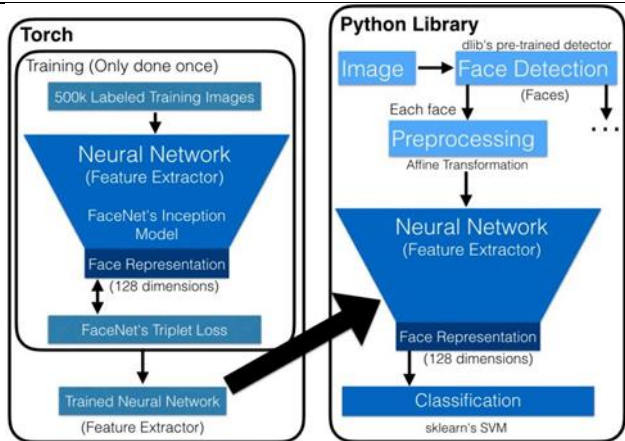 Torch
Training (Only done once)
500k Labeled Training Images
Neural Network
(Feature Extractor)
FaceNet's Inception
Model
Face Representation
(128 dimensions)
FaceNet's Triplet Loss
Trained Neural Network
(Feature Extractor)
Python Library
dlib's pre-trained detector
Image
Face Detection
(Faces)
Each face
...
Preprocessing
Affine Transformation
Neural Network
(Feature Extractor)
Face Representation
(128 dimensions)
Classification
sklearn's SVM